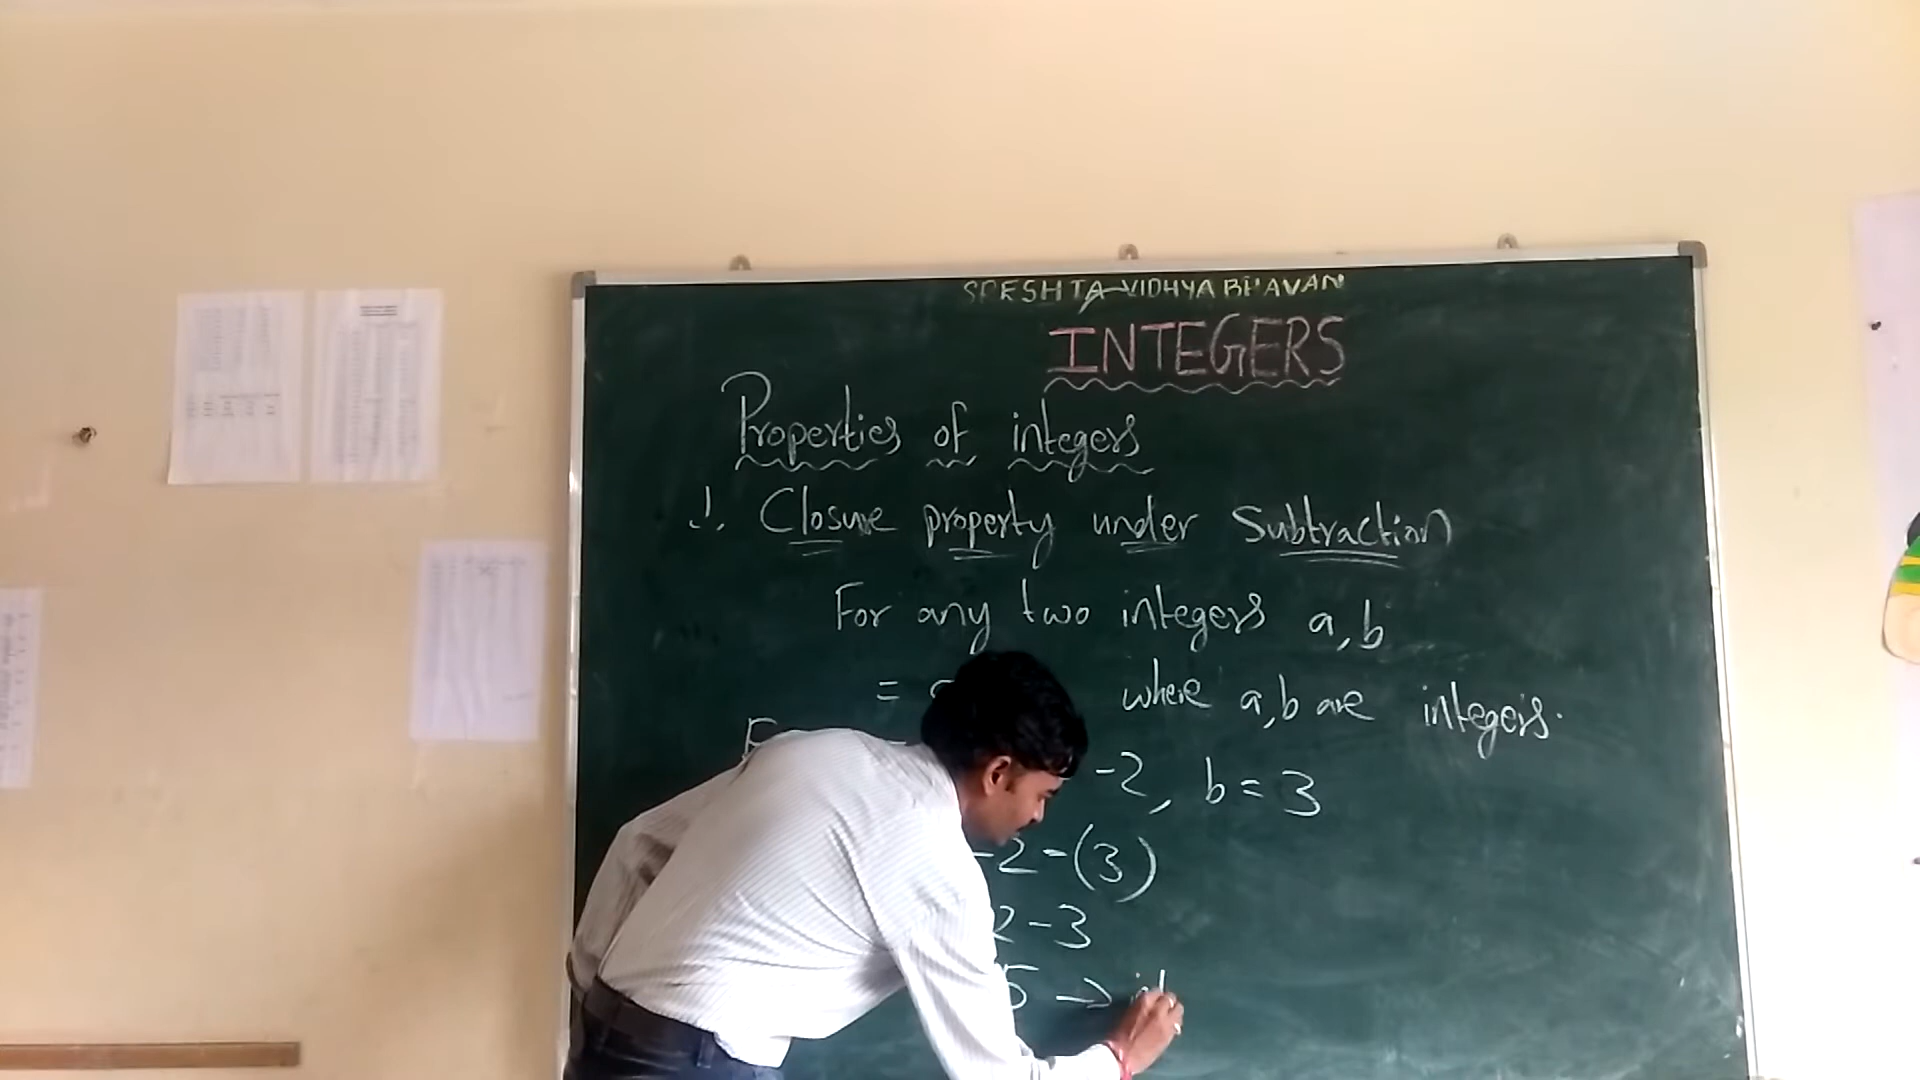 SRESHTA VIDHYA BHAVAN
INTEGERS
Properties of integers
1. Closure property under Subtraction
For any two integers a,b
= where a,b are integers.
-2, b = 3
-2-(3)
2-3
5 →